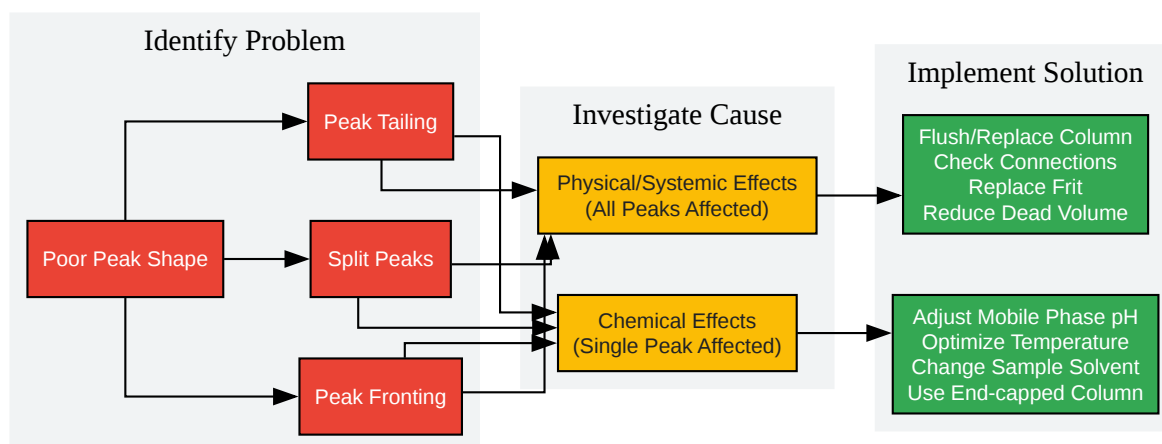 Identify Problem
Poor Peak Shape
Peak Tailing
Split Peaks
Peak Fronting
Investigate Cause
Physical/Systemic Effects
(All Peaks Affected)
Chemical Effects
(Single Peak Affected)
Implement Solution
Flush/Replace Column
Check Connections
Replace Frit
Reduce Dead Volume
Adjust Mobile Phase pH
Optimize Temperature
Change Sample Solvent
Use End-capped Column